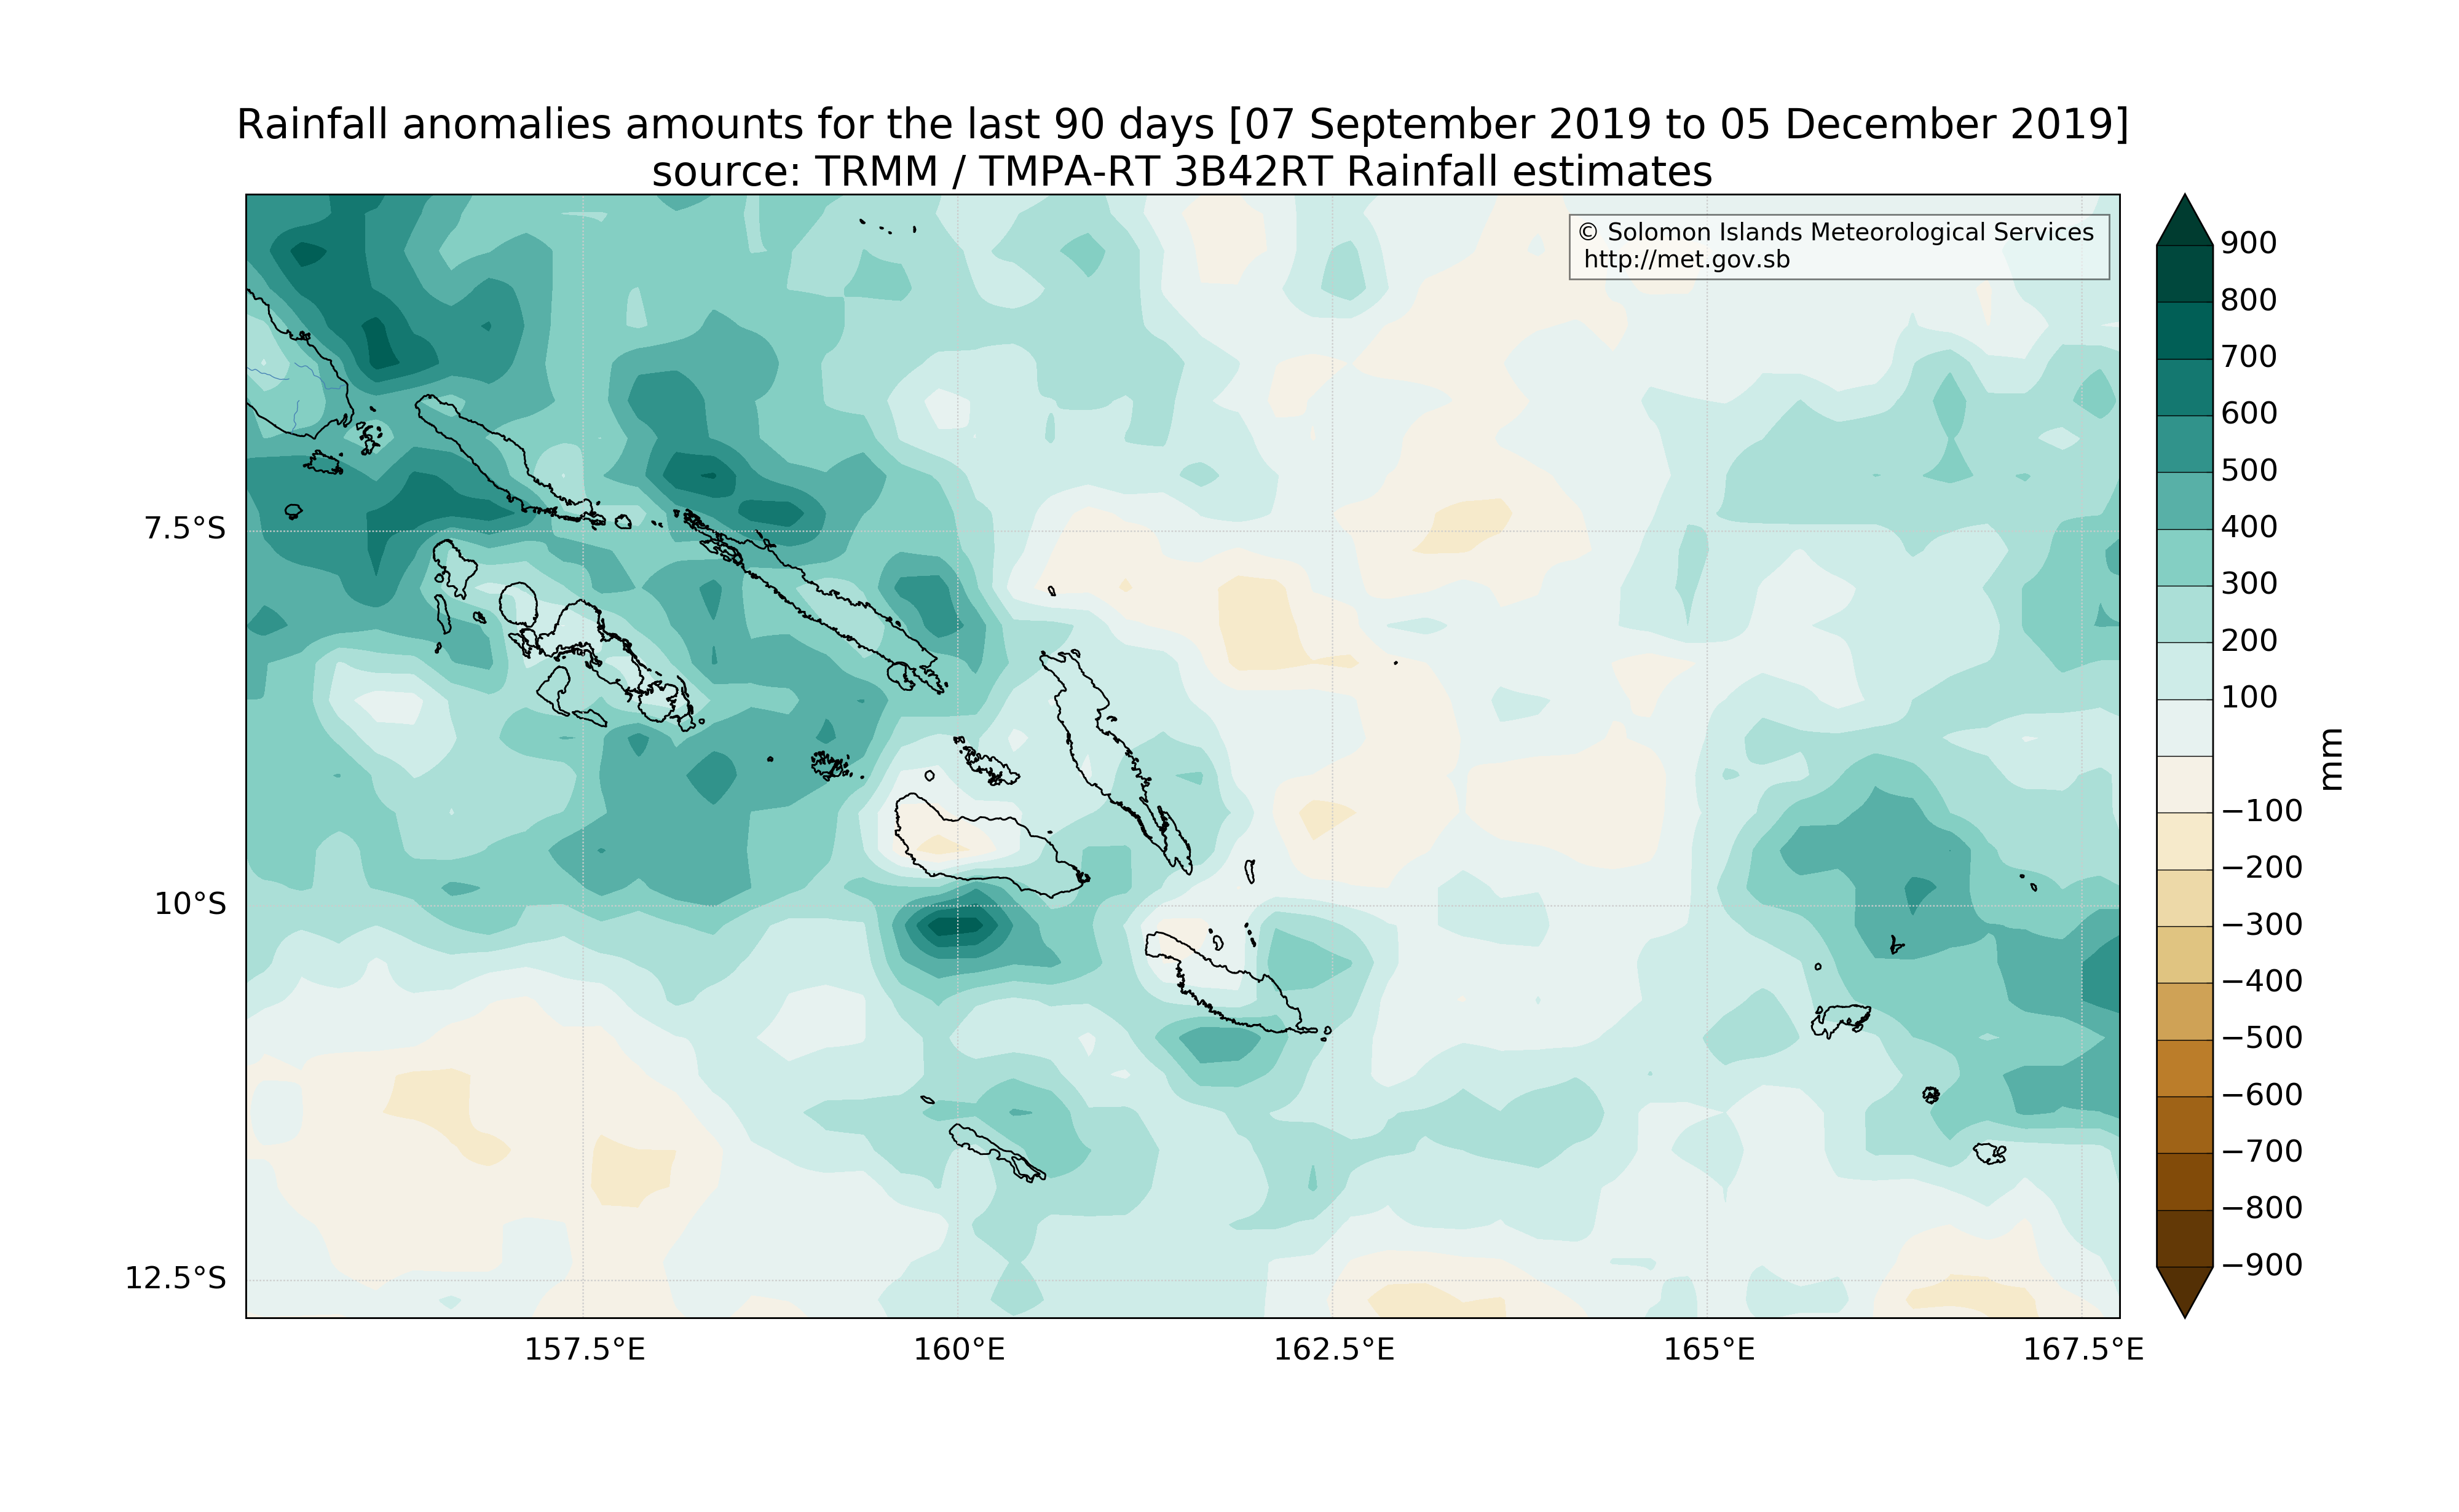 Rainfall anomalies amounts for the last 90 days [07 September 2019 to 05 December 2019]
source: TRMM / TMPA-RT 3B42RT Rainfall estimates
© Solomon Islands Meteorological Services
http://met.gov.sb
7.5°S
10°S
12.5°S
157.5°E
160°E
162.5°E
165°E
167.5°E
900
800
700
600
500
400
300
200
100
−100
−200
−300
−400
−500
−600
−700
−800
−900
mm